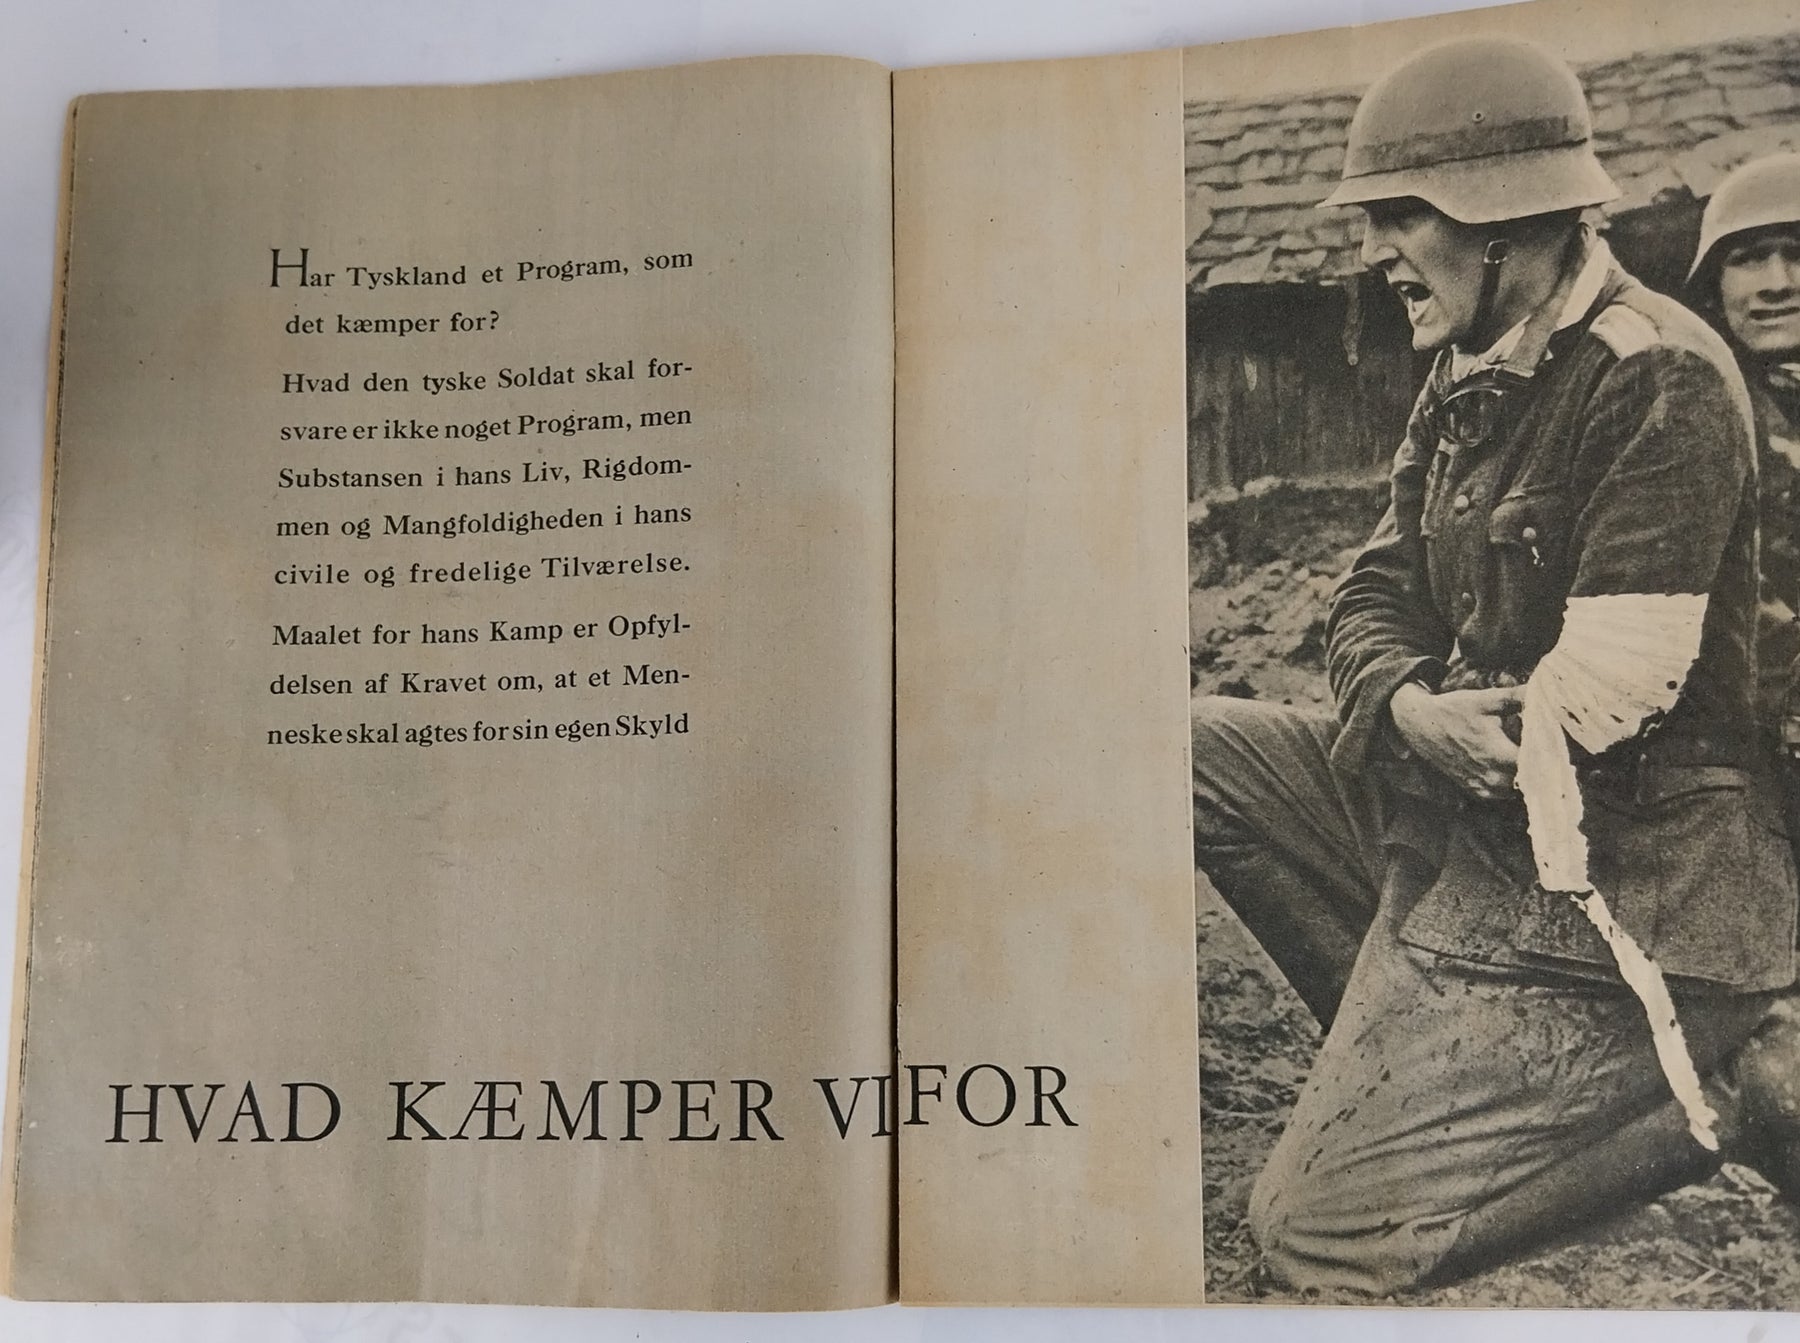 Har Tyskland et Program, som
det kæmper for?
Hvad den tyske Soldat skal for-
svare er ikke noget Program, men
Substansen i hans Liv, Rigdom-
men og Mangfoldigheden i hans
civile og fredelige Tilværelse.
Maalet for hans Kamp er Opfyl-
delsen af Kravet om, at et Men-
neske skal agtes for sin egen Skyld
HVAD KÆMPER VI FOR